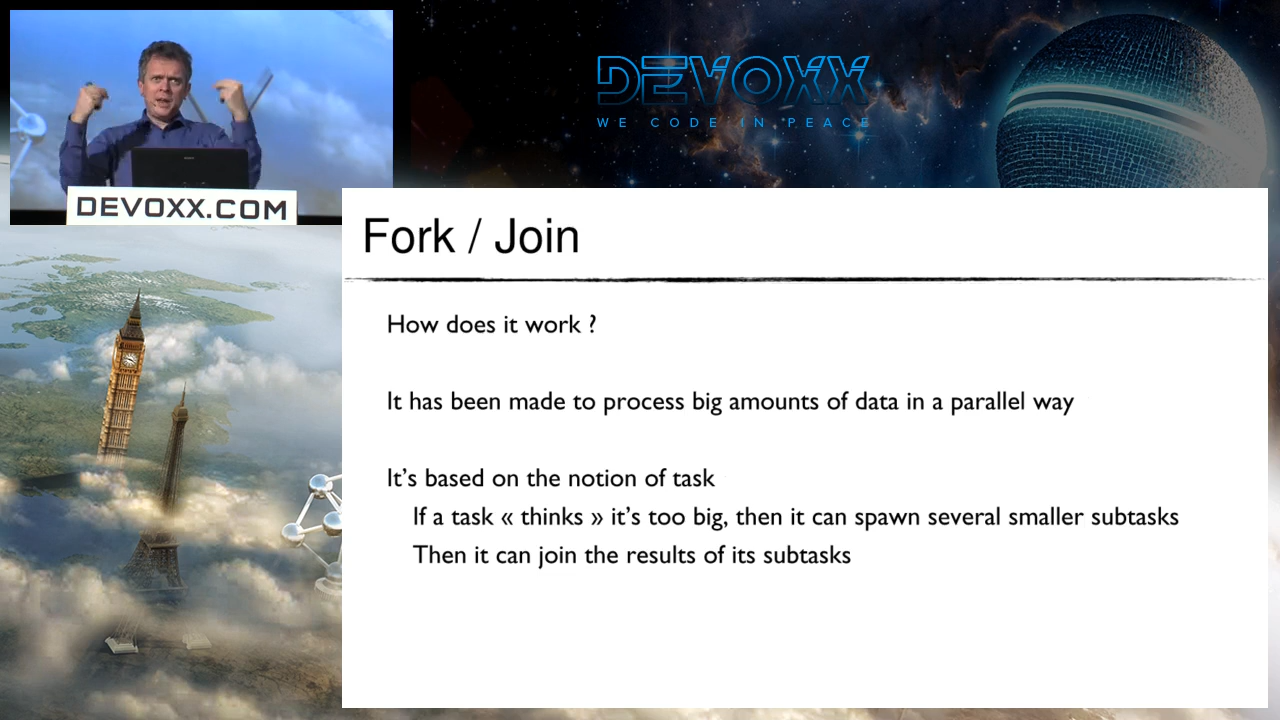 DEVOXX
WE CODE IN PEACE
DEVOXX.COM
Fork / Join
How does it work ?
It has been made to process big amounts of data in a parallel way
It's based on the notion of task
If a task « thinks » it's too big, then it can spawn several smaller subtasks
Then it can join the results of its subtasks